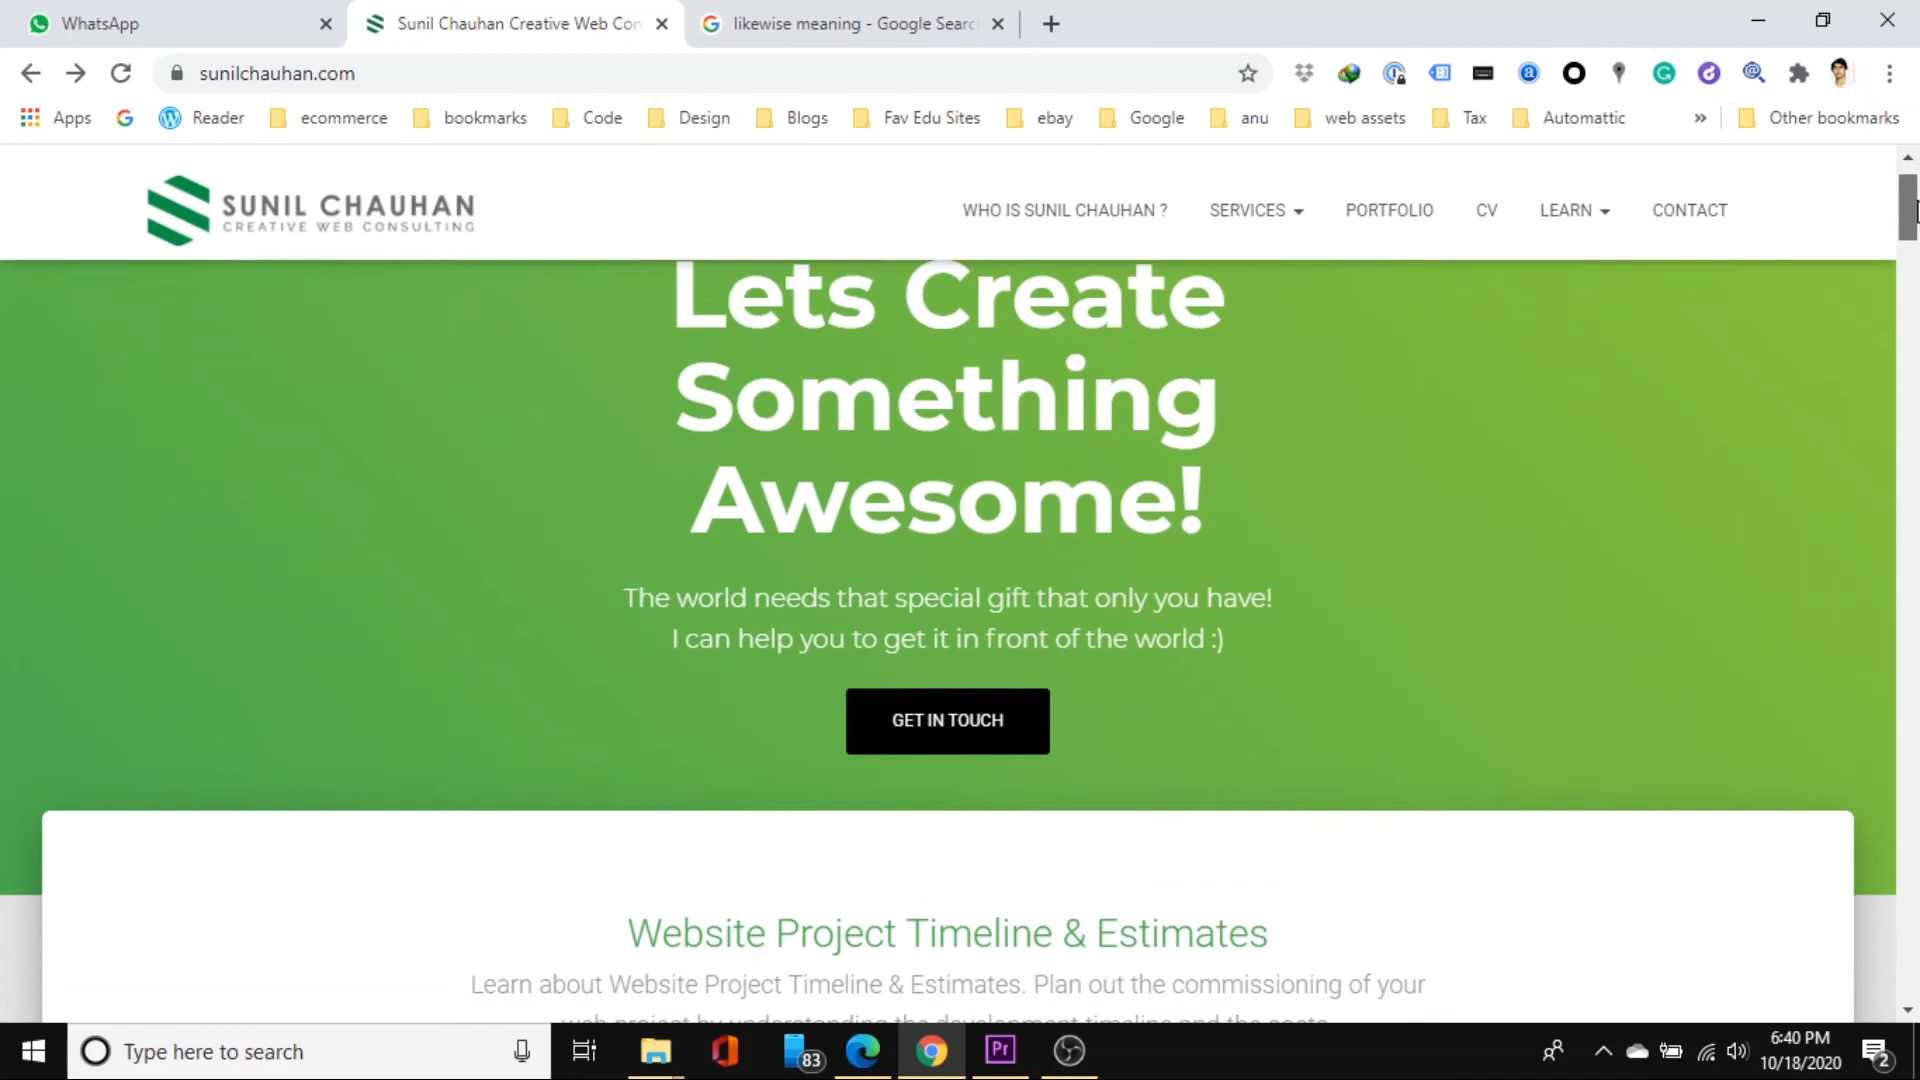 WhatsApp
Sunil Chauhan Creative Web Con
likewise meaning - Google Searc
sunilchauhan.com
Apps
Reader
ecommerce
bookmarks
Code
Design
Blogs
Fav Edu Sites
ebay
Google
anu
web assets
Tax
Automattic
»
Other bookmarks
SUNIL CHAUHAN
CREATIVE WEB CONSULTING
WHO IS SUNIL CHAUHAN ?
SERVICES
PORTFOLIO
CV
LEARN
CONTACT
Lets Create
Something
Awesome!
The world needs that special gift that only you have!
I can help you to get it in front of the world :)
GET IN TOUCH
Website Project Timeline & Estimates
Learn about Website Project Timeline & Estimates. Plan out the commissioning of your
web project by understanding the development timeline and the costs
Type here to search
83
Pr
6:40 PM
10/18/2020
2